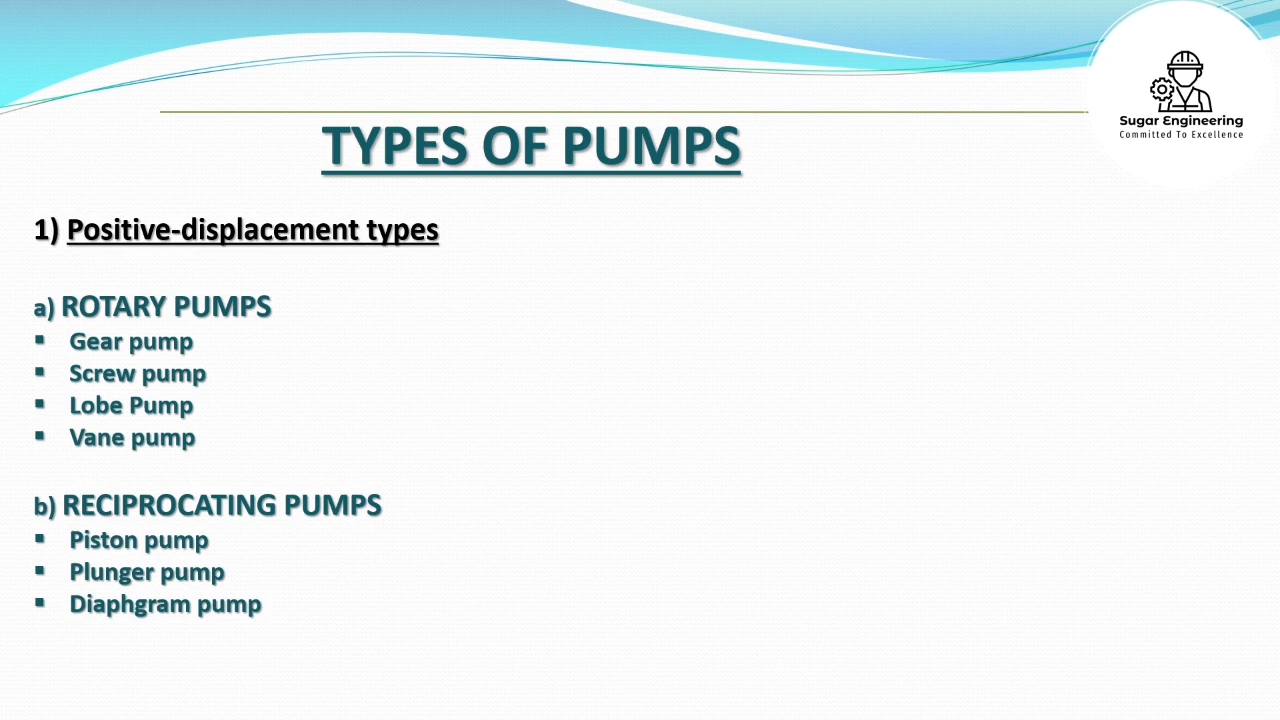 Sugar Engineering
Committed To Excellence
TYPES OF PUMPS
1) Positive-displacement types
a) ROTARY PUMPS
▪ Gear pump
▪ Screw pump
▪ Lobe Pump
▪ Vane pump
b) RECIPROCATING PUMPS
▪ Piston pump
▪ Plunger pump
▪ Diaphgram pump